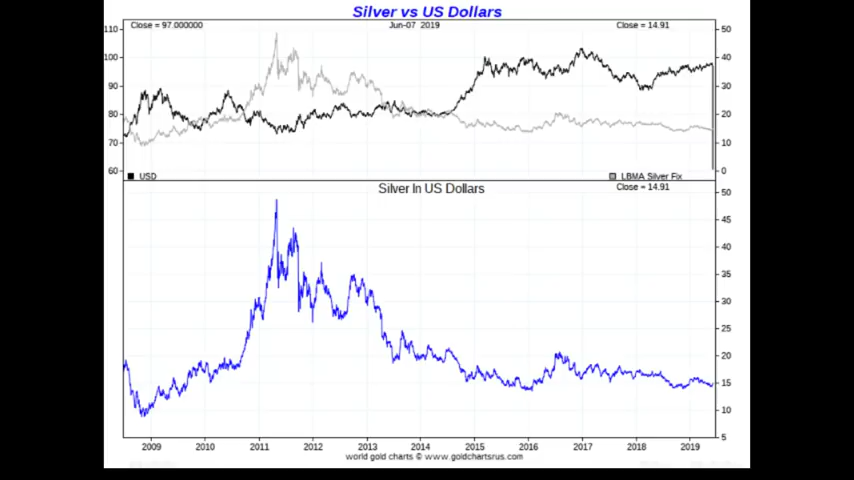 Silver vs US Dollars
Close = 97.000000 Jun-07 2019 Close = 14.91
110 50
100 40
90 30
80 20
70 10
60 0
USD LBMA Silver Fix
Silver In US Dollars Close = 14.91
50
45
40
35
30
25
20
15
10
5
2009 2010 2011 2012 2013 2014 2015 2016 2017 2018 2019
world gold charts © www.goldchartsrus.com